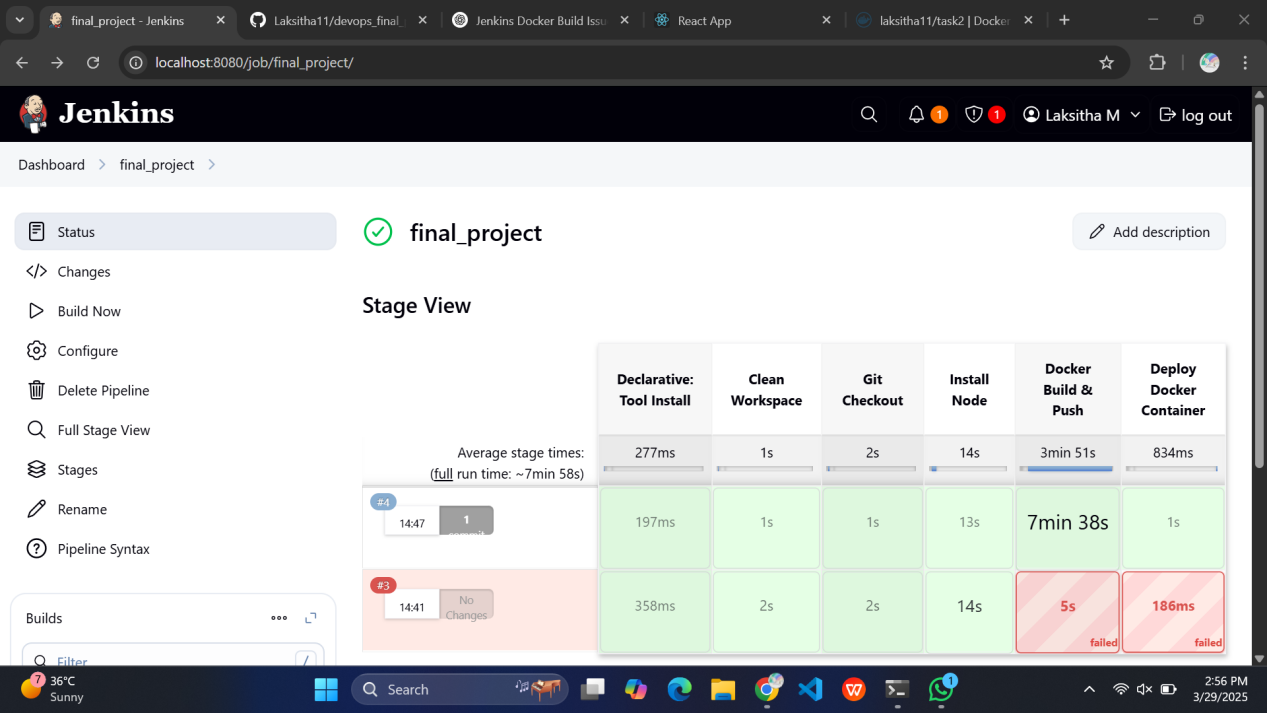 final_project - Jenkins
Laksitha11/devops_final_
Jenkins Docker Build Issu
React App
laksitha11/task2 | Docker
localhost:8080/job/final_project/
Jenkins
1
1
Laksitha M
log out
Dashboard
final_project
Status
Changes
Build Now
Configure
Delete Pipeline
Full Stage View
Stages
Rename
Pipeline Syntax
Builds
Filter
/
final_project
Add description
Stage View
Declarative:
Tool Install
Clean
Workspace
Git
Checkout
Install
Node
Docker
Build &
Push
Deploy
Docker
Container
Average stage times:
(full run time: ~7min 58s)
277ms
1s
2s
14s
3min 51s
834ms
#4
14:47
1
commit
197ms
1s
1s
13s
7min 38s
1s
#3
14:41
No
Changes
358ms
2s
2s
14s
5s
failed
186ms
failed
7
36°C
Sunny
Search
1
2:56 PM
3/29/2025